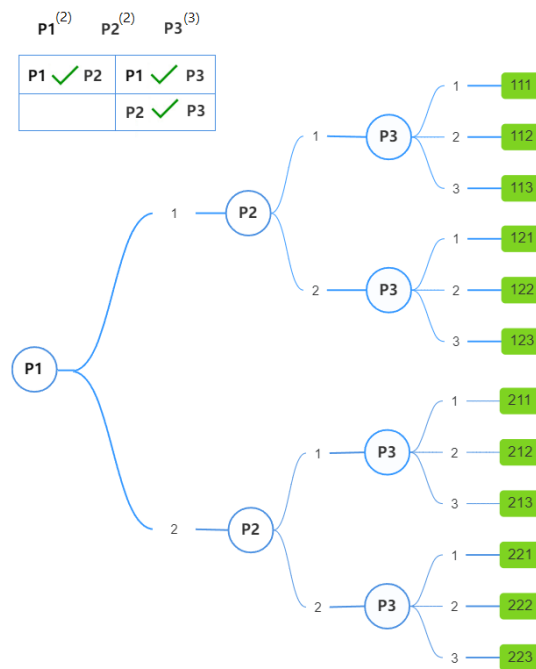 P1(2) P2(2) P3(3)
P1 ✓ P2 P1 ✓ P3
P2 ✓ P3
1 111
1 P3 2 112
3 113
1 P2
1 121
2 P3 2 122
3 123
P1
1 211
1 P3 2 212
3 213
2 P2
1 221
2 P3 2 222
3 223